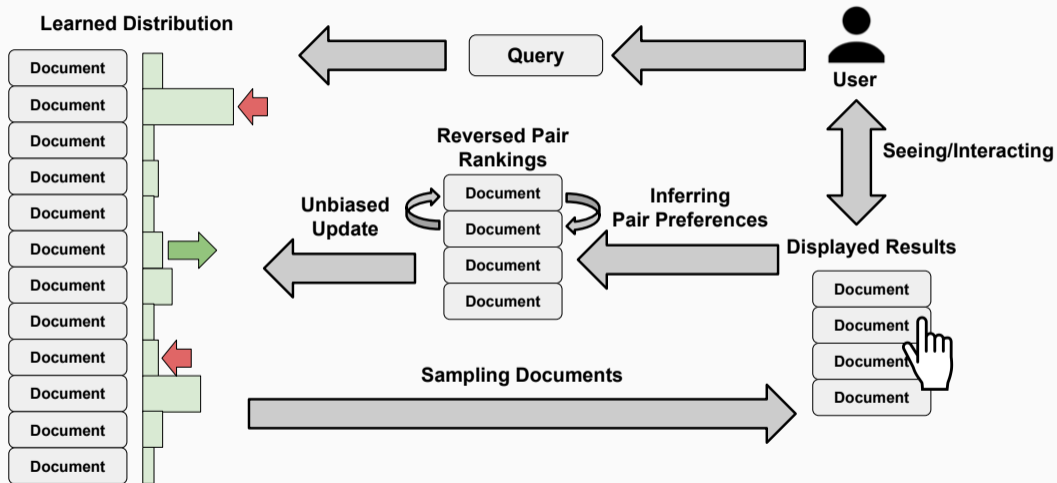 Learned Distribution
Document
Document
Document
Document
Document
Document
Document
Document
Document
Document
Document
Document
Query
User
Seeing/Interacting
Reversed Pair
Rankings
Document
Document
Document
Document
Unbiased
Update
Inferring
Pair Preferences
Displayed Results
Document
Document
Document
Document
Sampling Documents